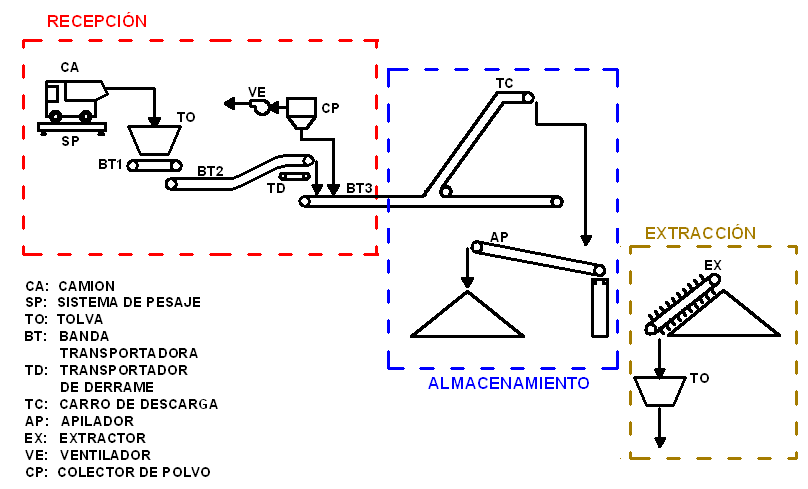 RECEPCIÓN
CA
SP
TO
BT1
BT2
VE
CP
TD
BT3
TC
AP
ALMACENAMIENTO
EXTRACCIÓN
EX
TO
CA: CAMION
SP: SISTEMA DE PESAJE
TO: TOLVA
BT: BANDA
TRANSPORTADORA
TD: TRANSPORTADOR
DE DERRAME
TC: CARRO DE DESCARGA
AP: APILADOR
EX: EXTRACTOR
VE: VENTILADOR
CP: COLECTOR DE POLVO